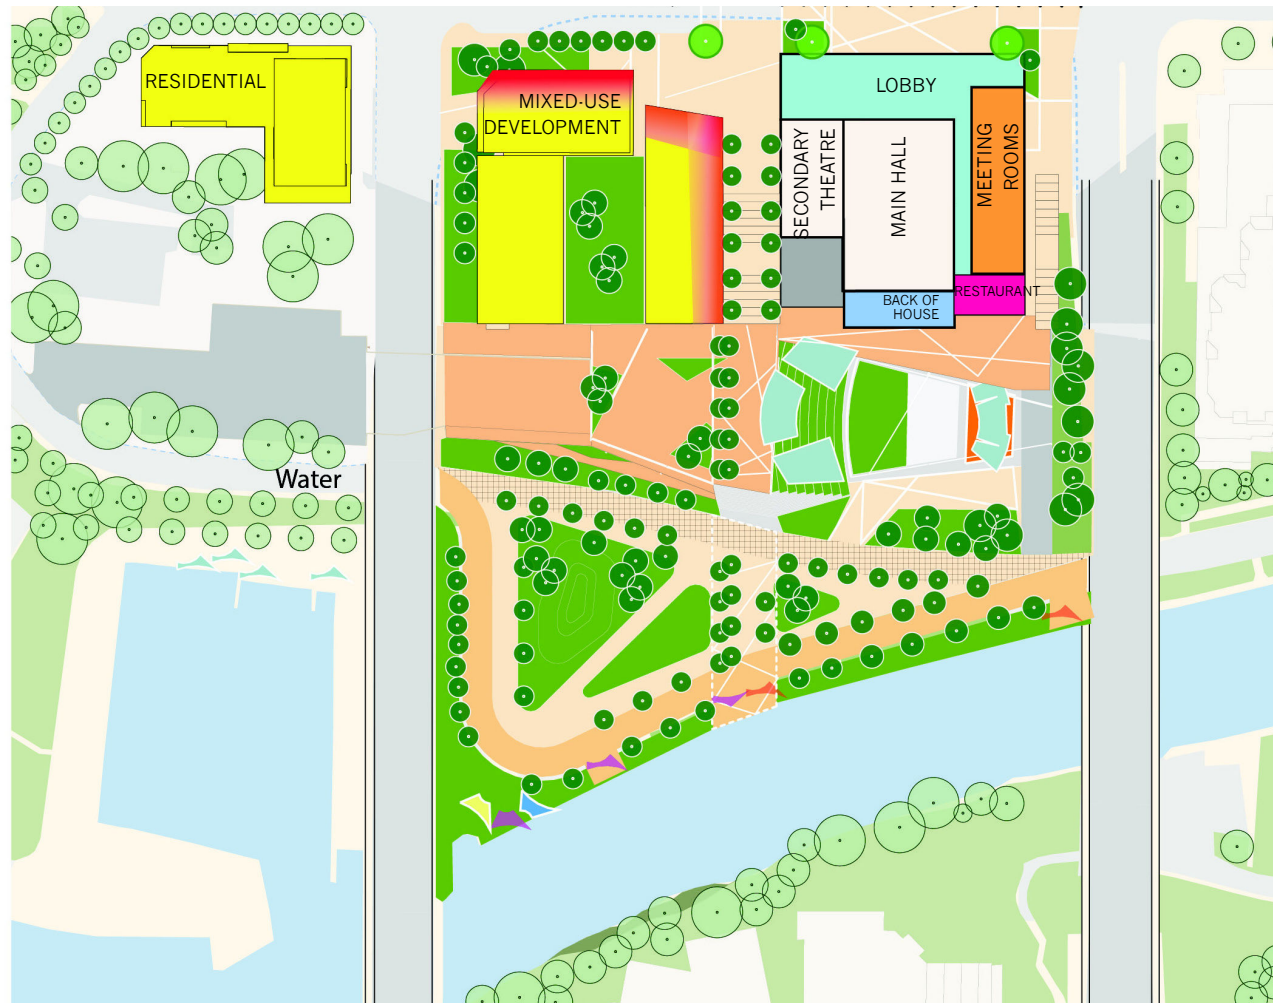 RESIDENTIAL
MIXED-USE
DEVELOPMENT
LOBBY
SECONDARY
THEATRE
MAIN HALL
MEETING
ROOMS
RESTAURANT
BACK OF
HOUSE
Water